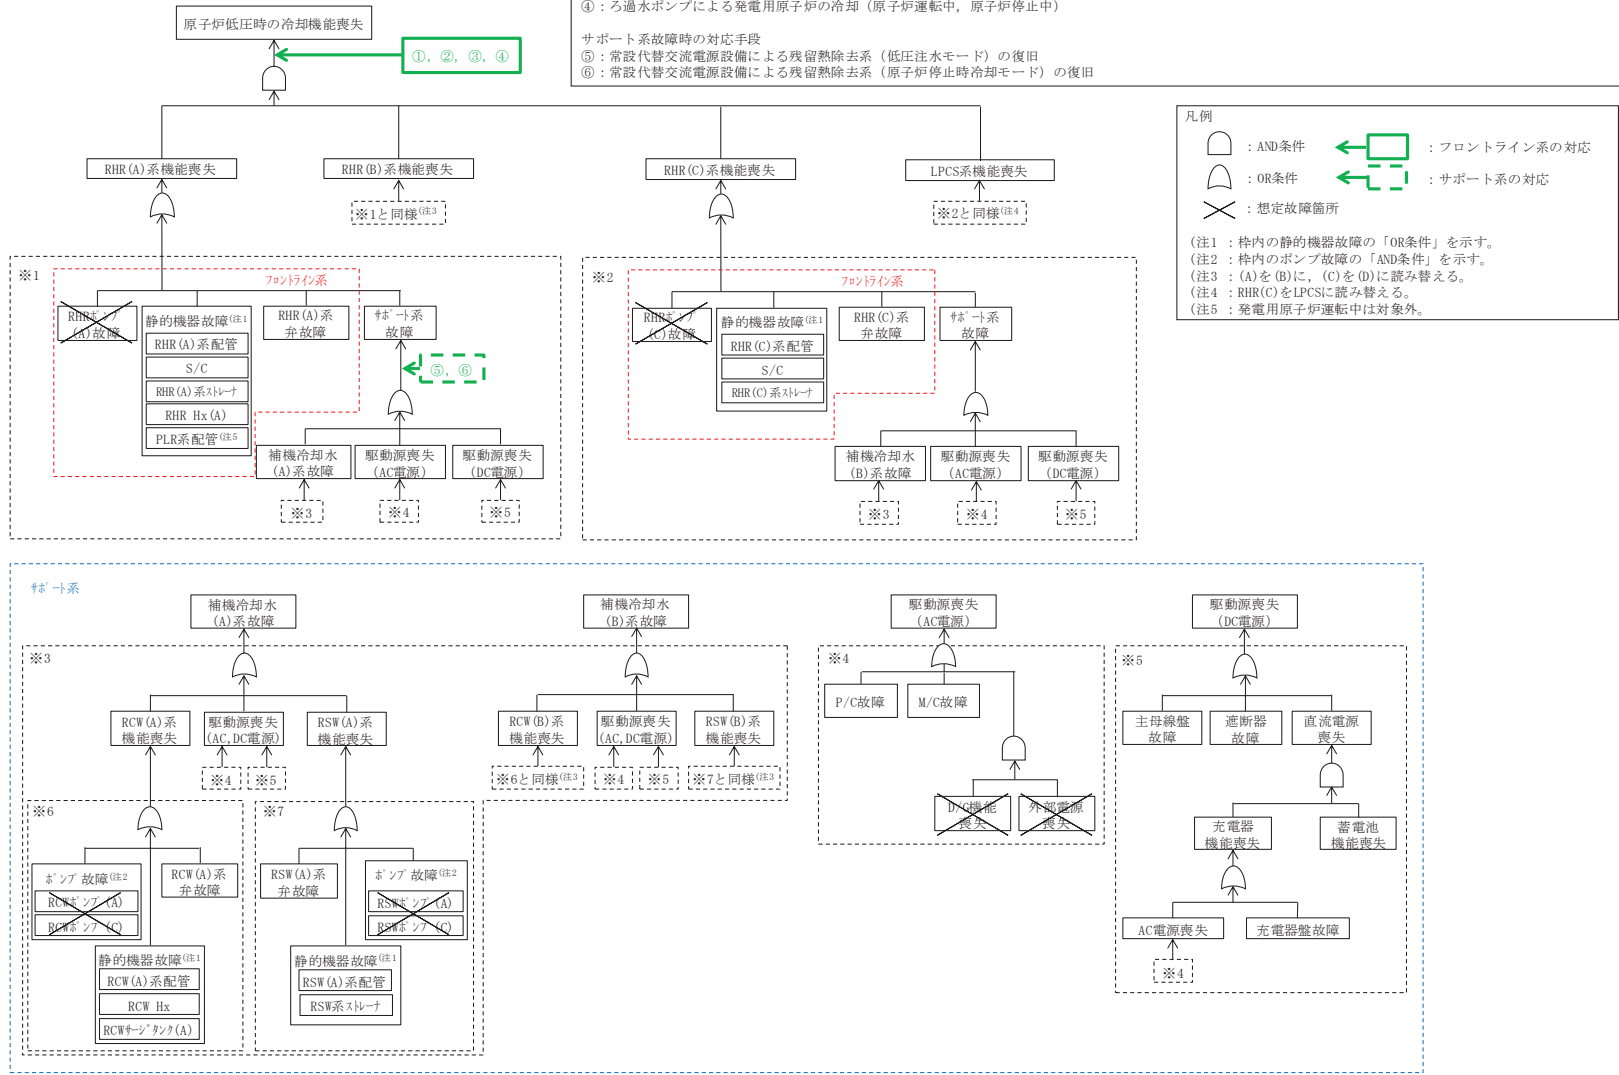 ④：ろ過水ポンプによる発電用原子炉の冷却（原子炉運転中，原子炉停止中）
サポート系故障時の対応手段
⑤：常設代替交流電源設備による残留熱除去系（低圧注水モード）の復旧
⑥：常設代替交流電源設備による残留熱除去系（原子炉停止時冷却モード）の復旧
原子炉低圧時の冷却機能喪失
①，②，③，④
凡例
：AND条件
：フロントライン系の対応
：OR条件
：サポート系の対応
：想定故障箇所
(注1：枠内の静的機器故障の「OR条件」を示す。
(注2：枠内のポンプ故障の「AND条件」を示す。
(注3：(A)を(B)に，(C)を(D)に読み替える。
(注4：RHR(C)をLPCSに読み替える。
(注5：発電用原子炉運転中は対象外。
RHR(A)系機能喪失
RHR(B)系機能喪失
RHR(C)系機能喪失
LPCS系機能喪失
※1と同様(注3
※2と同様(注4
※1
フロントライン系
RHRポンプ
(A)故障
静的機器故障(注1
RHR(A)系配管
S/C
RHR(A)系ストレーナ
RHR Hx(A)
PLR系配管(注5
RHR(A)系
弁故障
サポート系
故障
⑤，⑥
補機冷却水
(A)系故障
駆動源喪失
(AC電源)
駆動源喪失
(DC電源)
※3
※4
※5
※2
フロントライン系
RHRポンプ
(C)故障
静的機器故障(注1
RHR(C)系配管
S/C
RHR(C)系ストレーナ
RHR(C)系
弁故障
サポート系
故障
補機冷却水
(B)系故障
駆動源喪失
(AC電源)
駆動源喪失
(DC電源)
※3
※4
※5
サポート系
補機冷却水
(A)系故障
補機冷却水
(B)系故障
駆動源喪失
(AC電源)
駆動源喪失
(DC電源)
※3
RCW(A)系
機能喪失
駆動源喪失
(AC,DC電源)
RSW(A)系
機能喪失
※4
※5
RCW(B)系
機能喪失
駆動源喪失
(AC,DC電源)
RSW(B)系
機能喪失
※6と同様(注3
※4
※5
※7と同様(注3
※6
ポンプ故障(注2
RCWポンプ(A)
RCWポンプ(C)
RCW(A)系
弁故障
静的機器故障(注1
RCW(A)系配管
RCW Hx
RCWサージタンク(A)
※7
RSW(A)系
弁故障
ポンプ故障(注2
RSWポンプ(A)
RSWポンプ(C)
静的機器故障(注1
RSW(A)系配管
RSW系ストレーナ
※4
P/C故障
M/C故障
D/G機能
喪失
外部電源
喪失
※5
主母線盤
故障
遮断器
故障
直流電源
喪失
充電器
機能喪失
蓄電池
機能喪失
AC電源喪失
充電器盤故障
※4